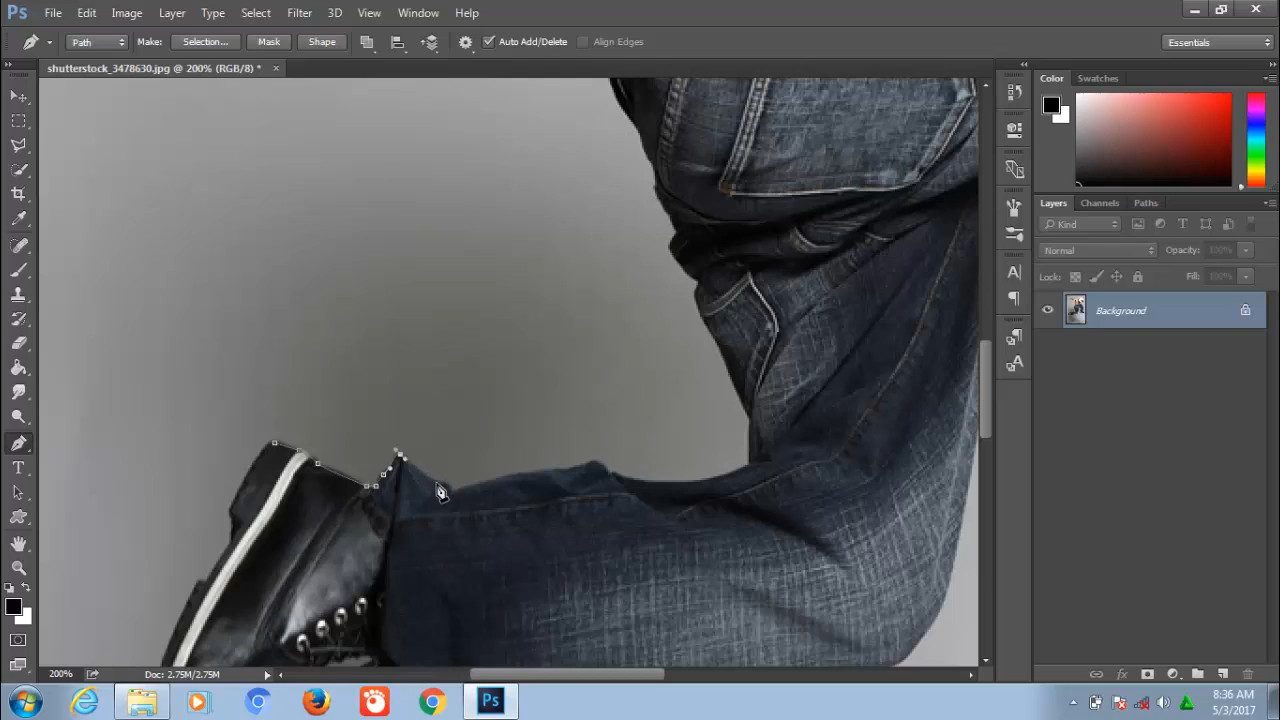 Ps File Edit Image Layer Type Select Filter 3D View Window Help
Path Make: Selection... Mask Shape Auto Add/Delete Align Edges Essentials
shutterstock_3478630.jpg @ 200% (RGB/8) * ×
Color Swatches
Layers Channels Paths
Kind
Normal Opacity: 100%
Lock: Fill: 100%
Background
200% Doc: 2.75M/2.75M
Ps
8:36 AM
5/3/2017